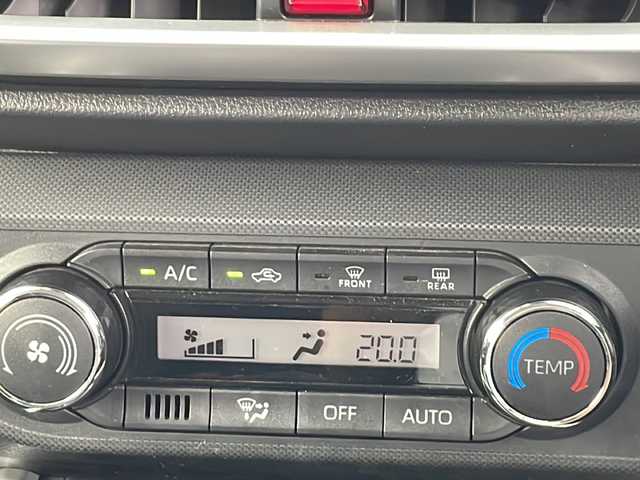 A/C FRONT REAR
20.0
TEMP
OFF AUTO